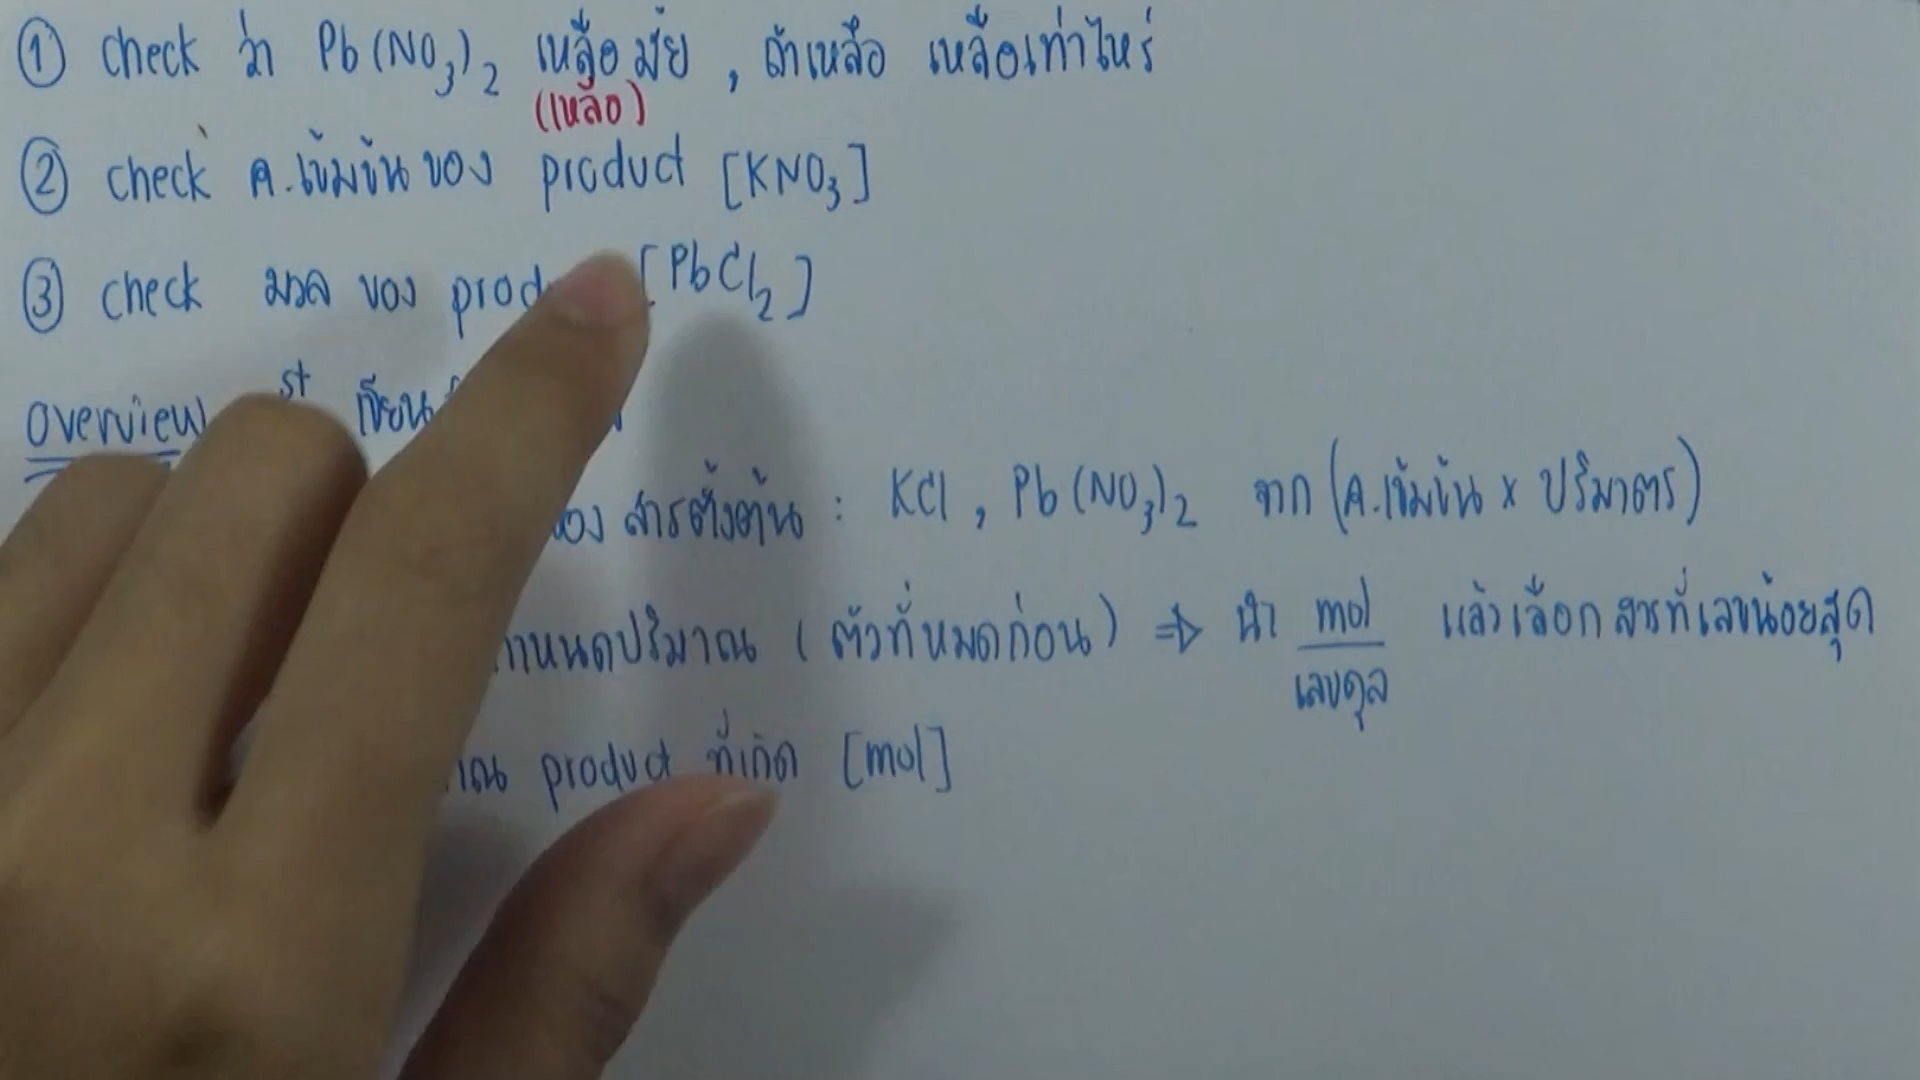 ① check ว่า Pb(NO3)2 เหลือมั้ย , ถ้าเหลือ เหลือเท่าไหร่
(เหลือ)
② check ค.เข้มข้นของ product [KNO3]
③ check มวล ของ [PbCl2]
overview st เขียน
ของ สารตั้งต้น : KCl , Pb(NO3)2 จาก (ค.เข้มข้น × ปริมาตร)
กำหนดปริมาณ (ตัวที่หมดก่อน) ⇒ นำ mol/เลขดุล แล้วเลือก สารที่เลขน้อยสุด
product ที่เกิด [mol]